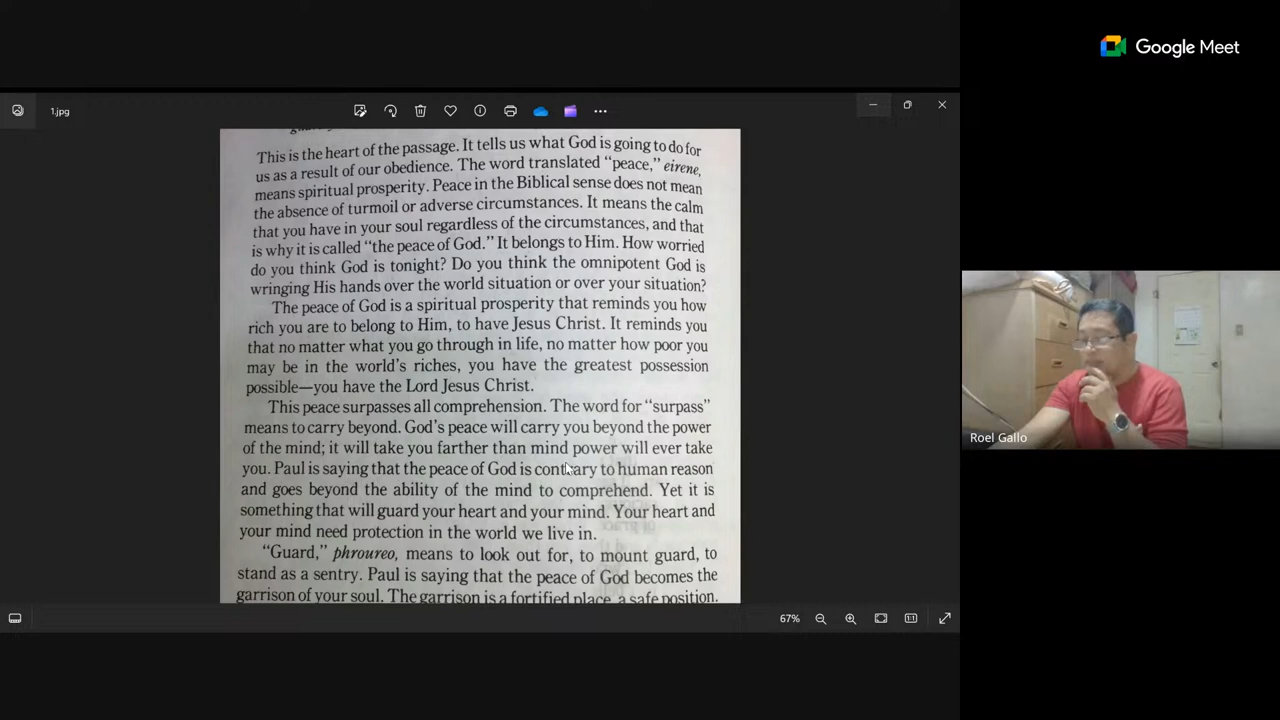 Google Meet
1.jpg
This is the heart of the passage. It tells us what God is going to do for
us as a result of our obedience. The word translated "peace," eirene,
means spiritual prosperity. Peace in the Biblical sense does not mean
the absence of turmoil or adverse circumstances. It means the calm
that you have in your soul regardless of the circumstances, and that
is why it is called "the peace of God." It belongs to Him. How worried
do you think God is tonight? Do you think the omnipotent God is
wringing His hands over the world situation or over your situation?
The peace of God is a spiritual prosperity that reminds you how
rich you are to belong to Him, to have Jesus Christ. It reminds you
that no matter what you go through in life, no matter how poor you
may be in the world's riches, you have the greatest possession
possible—you have the Lord Jesus Christ.
This peace surpasses all comprehension. The word for "surpass"
means to carry beyond. God's peace will carry you beyond the power
of the mind; it will take you farther than mind power will ever take
you. Paul is saying that the peace of God is contrary to human reason
and goes beyond the ability of the mind to comprehend. Yet it is
something that will guard your heart and your mind. Your heart and
your mind need protection in the world we live in.
"Guard," phroureo, means to look out for, to mount guard, to
stand as a sentry. Paul is saying that the peace of God becomes the
garrison of your soul. The garrison is a fortified place, a safe position.
67%
1:1
Roel Gallo